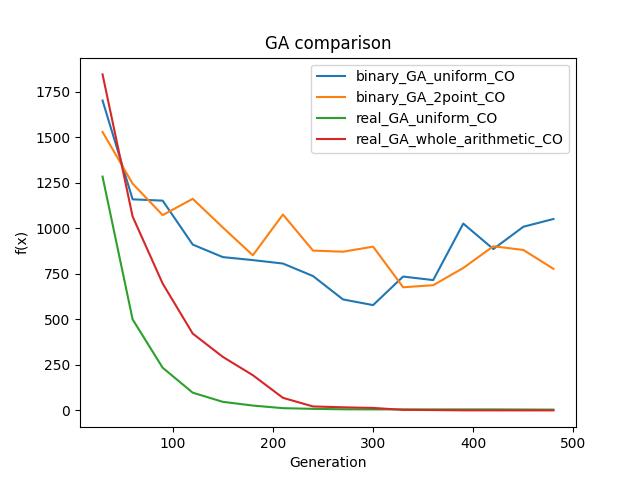 GA comparison
binary_GA_uniform_CO
binary_GA_2point_CO
real_GA_uniform_CO
real_GA_whole_arithmetic_CO
1750
1500
1250
1000
750
500
250
0
f(x)
100 200 300 400 500
Generation